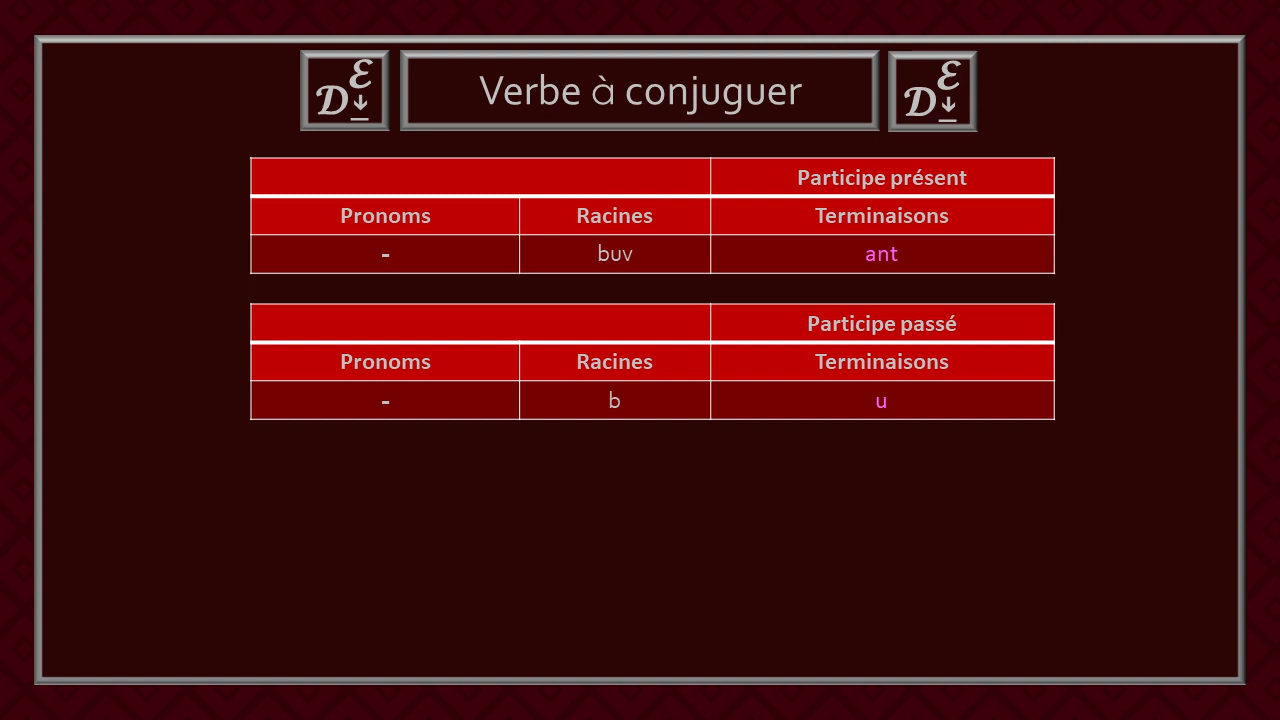 D E Verbe à conjuguer D E
Participe présent
Pronoms Racines Terminaisons
- buv ant
Participe passé
Pronoms Racines Terminaisons
- b u